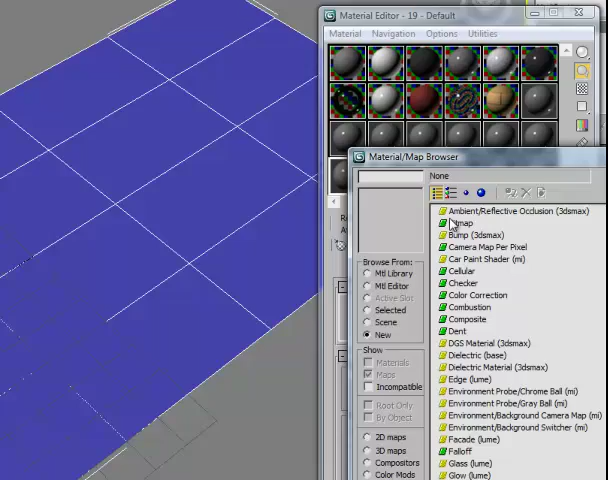 Material Editor - 19 - Default
Material Navigation Options Utilities
Material/Map Browser
None
Browse From:
Mtl Library
Mtl Editor
Active Slot
Selected
Scene
New
Show
Materials
Maps
Incompatible
Root Only
By Object
2D maps
3D maps
Compositors
Color Mods
Ambient/Reflective Occlusion (3dsmax)
Bump (3dsmax)
Camera Map Per Pixel
Car Paint Shader (mi)
Cellular
Checker
Color Correction
Combustion
Composite
Dent
DGS Material (3dsmax)
Dielectric (base)
Dielectric Material (3dsmax)
Edge (lume)
Environment Probe/Chrome Ball (mi)
Environment Probe/Gray Ball (mi)
Environment/Background Camera Map (mi)
Environment/Background Switcher (mi)
Facade (lume)
Falloff
Glass (lume)
Glow (lume)